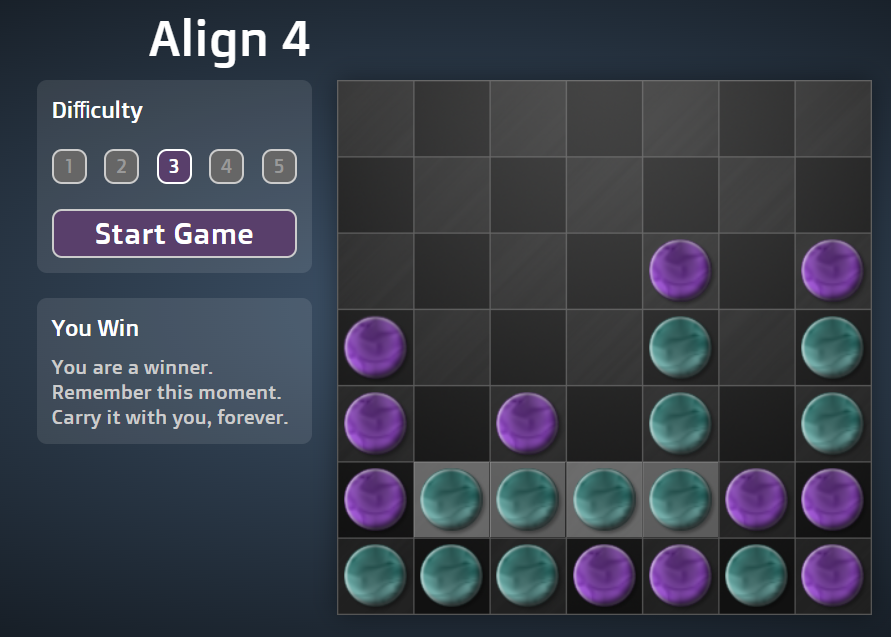 Align 4
Difficulty
1 2 3 4 5
Start Game
You Win
You are a winner.
Remember this moment.
Carry it with you, forever.